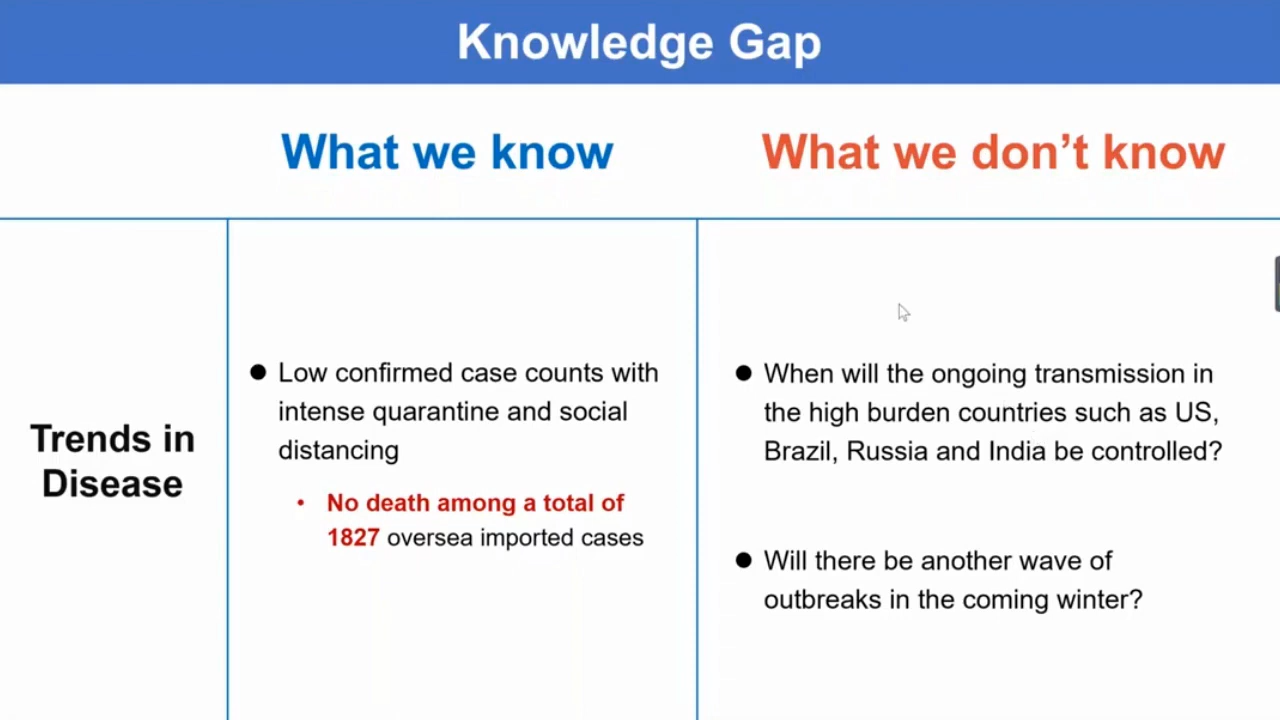 Knowledge Gap
What we know
What we don’t know
Trends in
Disease
● Low confirmed case counts with
intense quarantine and social
distancing
• No death among a total of
1827 oversea imported cases
● When will the ongoing transmission in
the high burden countries such as US,
Brazil, Russia and India be controlled?
● Will there be another wave of
outbreaks in the coming winter?